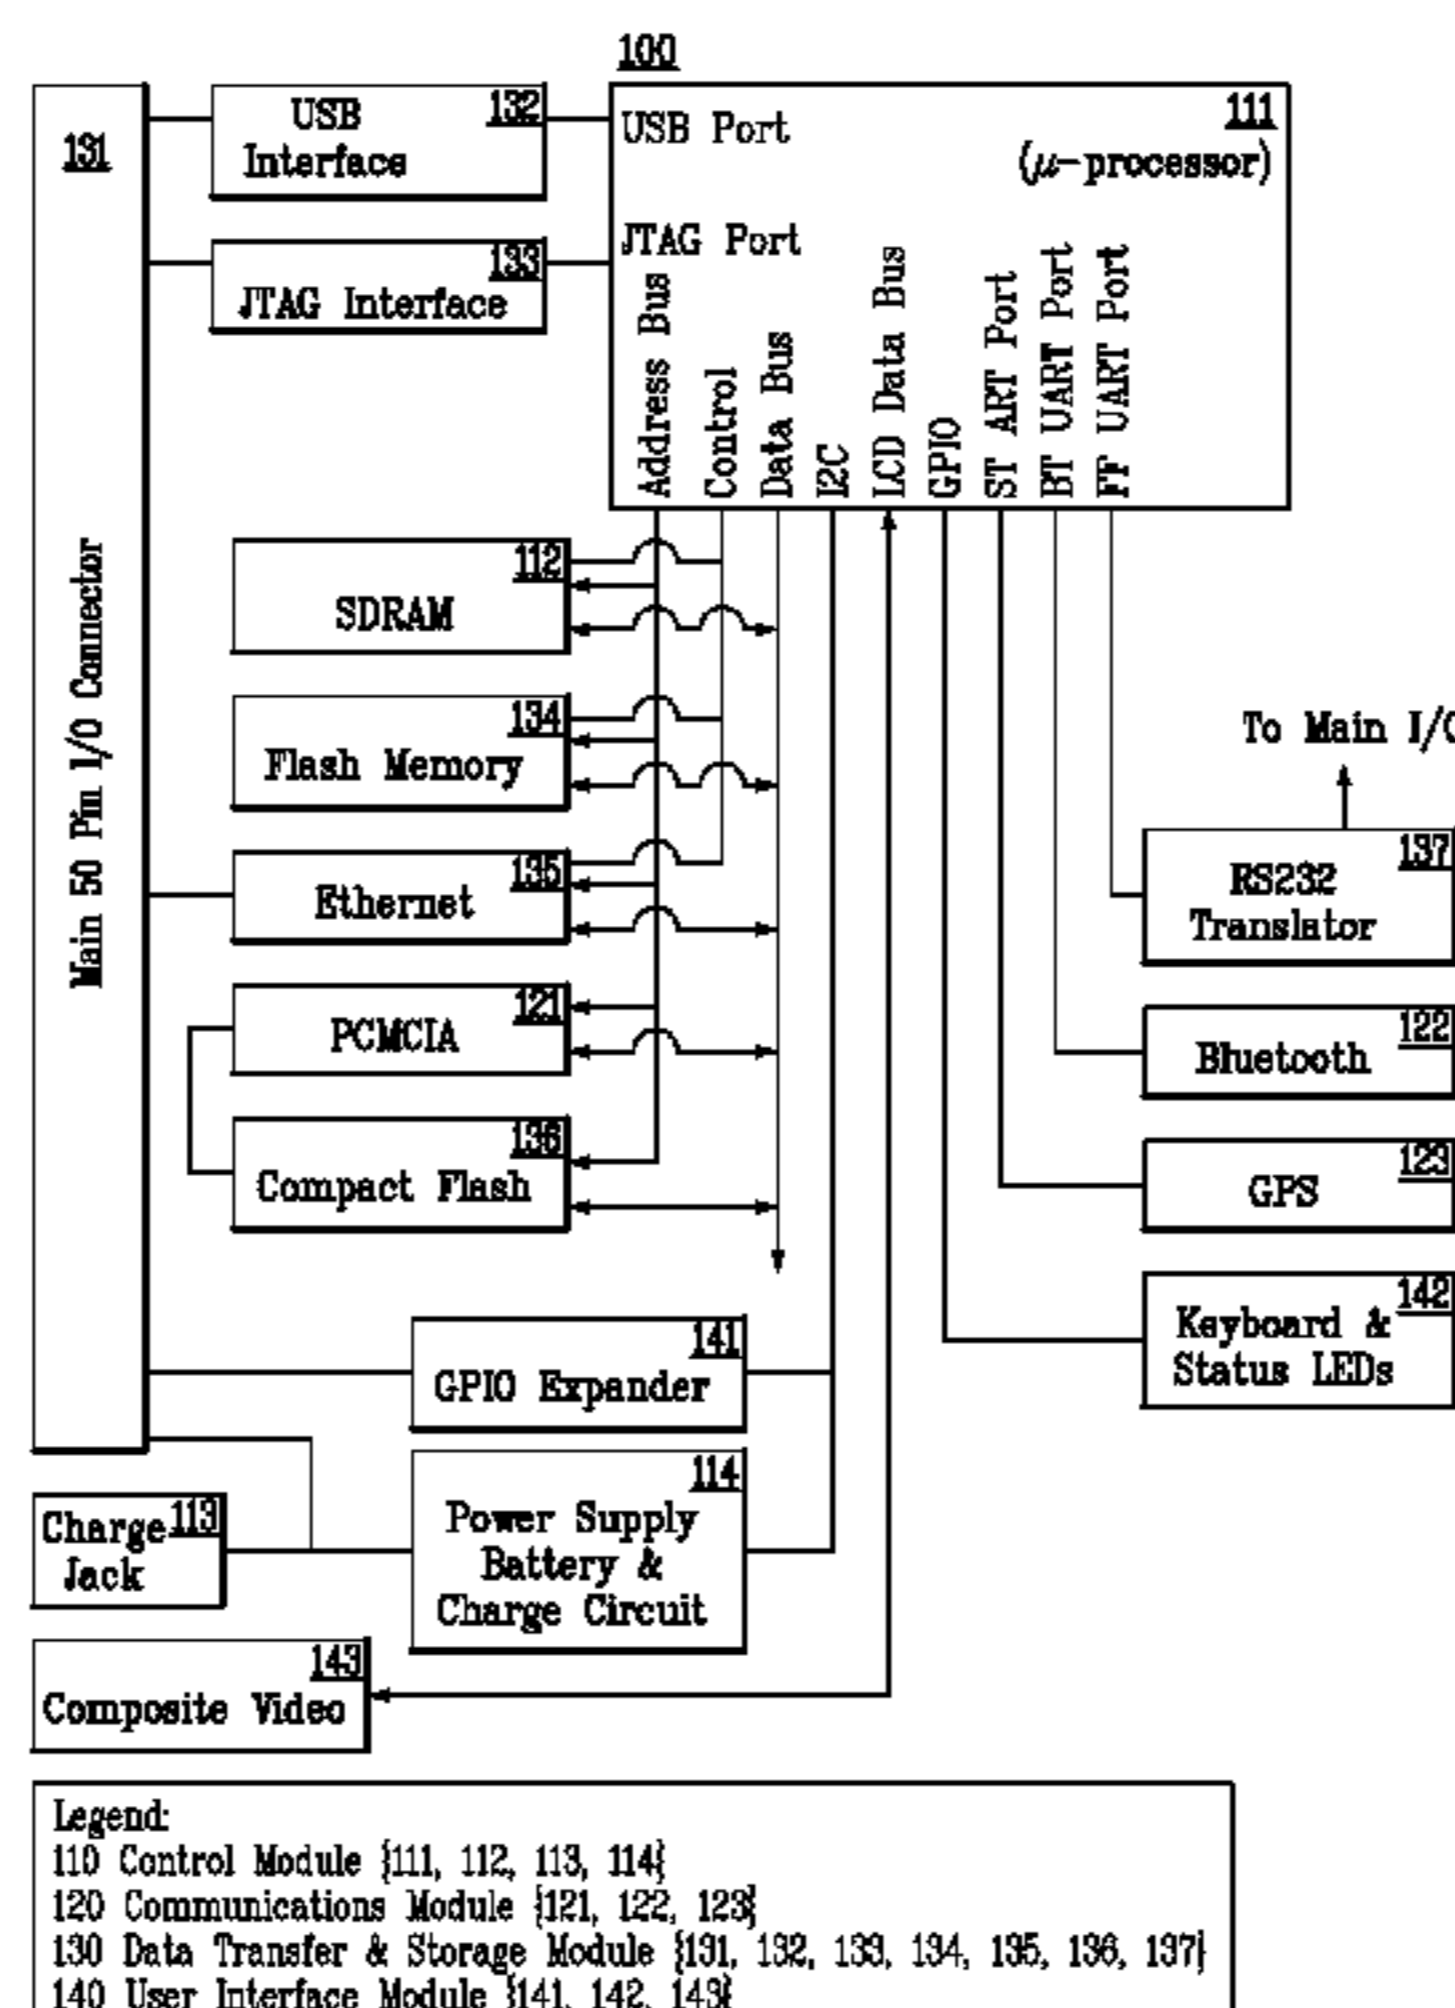 100
131
USB
Interface
132
USB Port
111
(μ-processor)
133
JTAG Interface
JTAG Port
Address Bus
Control
Data Bus
I2C
LCD Data Bus
GPIO
ST ART Port
BT UART Port
FF UART Port
Main 50 Pin I/O Connector
112
SDRAM
134
Flash Memory
135
Ethernet
121
PCMCIA
136
Compact Flash
To Main I/O
137
RS232
Translator
122
Bluetooth
123
GPS
142
Keyboard &
Status LEDs
141
GPIO Expander
114
Power Supply
Battery &
Charge Circuit
113
Charge
Jack
143
Composite Video
Legend:
110 Control Module {111, 112, 113, 114}
120 Communications Module {121, 122, 123}
130 Data Transfer & Storage Module {131, 132, 133, 134, 135, 136, 137}
140 User Interface Module {141, 142, 143}